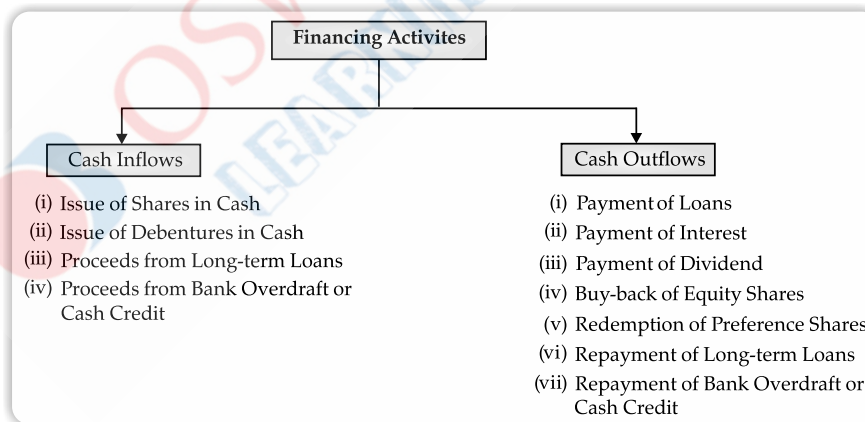 Financing Activites
Cash Inflows
(i) Issue of Shares in Cash
(ii) Issue of Debentures in Cash
(iii) Proceeds from Long-term Loans
(iv) Proceeds from Bank Overdraft or
Cash Credit
Cash Outflows
(i) Payment of Loans
(ii) Payment of Interest
(iii) Payment of Dividend
(iv) Buy-back of Equity Shares
(v) Redemption of Preference Shares
(vi) Repayment of Long-term Loans
(vii) Repayment of Bank Overdraft or
Cash Credit